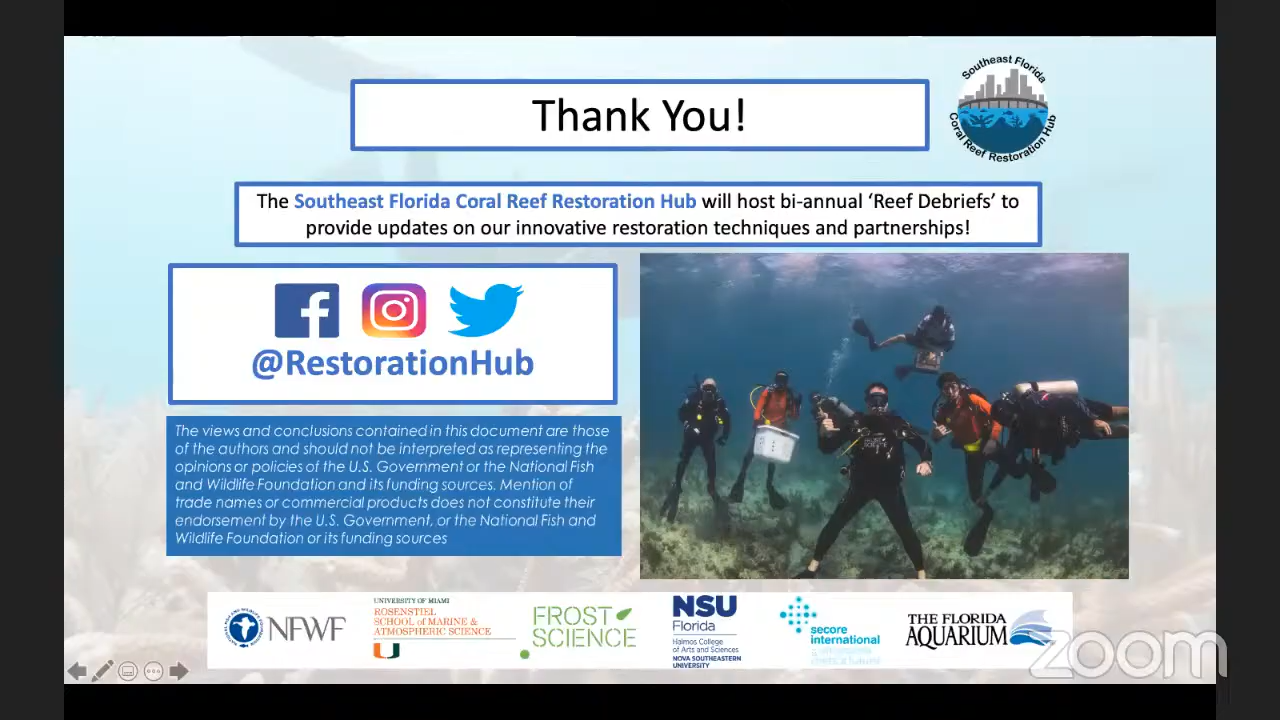 Thank You!
Southeast Florida
Coral Reef Restoration Hub
The Southeast Florida Coral Reef Restoration Hub will host bi-annual ‘Reef Debriefs’ to
provide updates on our innovative restoration techniques and partnerships!
@RestorationHub
The views and conclusions contained in this document are those
of the authors and should not be interpreted as representing the
opinions or policies of the U.S. Government or the National Fish
and Wildlife Foundation and its funding sources. Mention of
trade names or commercial products does not constitute their
endorsement by the U.S. Government, or the National Fish and
Wildlife Foundation or its funding sources
NFWF
UNIVERSITY OF MIAMI
ROSENSTIEL
SCHOOL of MARINE &
ATMOSPHERIC SCIENCE
FROST
SCIENCE
NSU
Florida
Halmos College
of Arts and Sciences
NOVA SOUTHEASTERN
UNIVERSITY
secore
international
THE FLORIDA
AQUARIUM
zoom